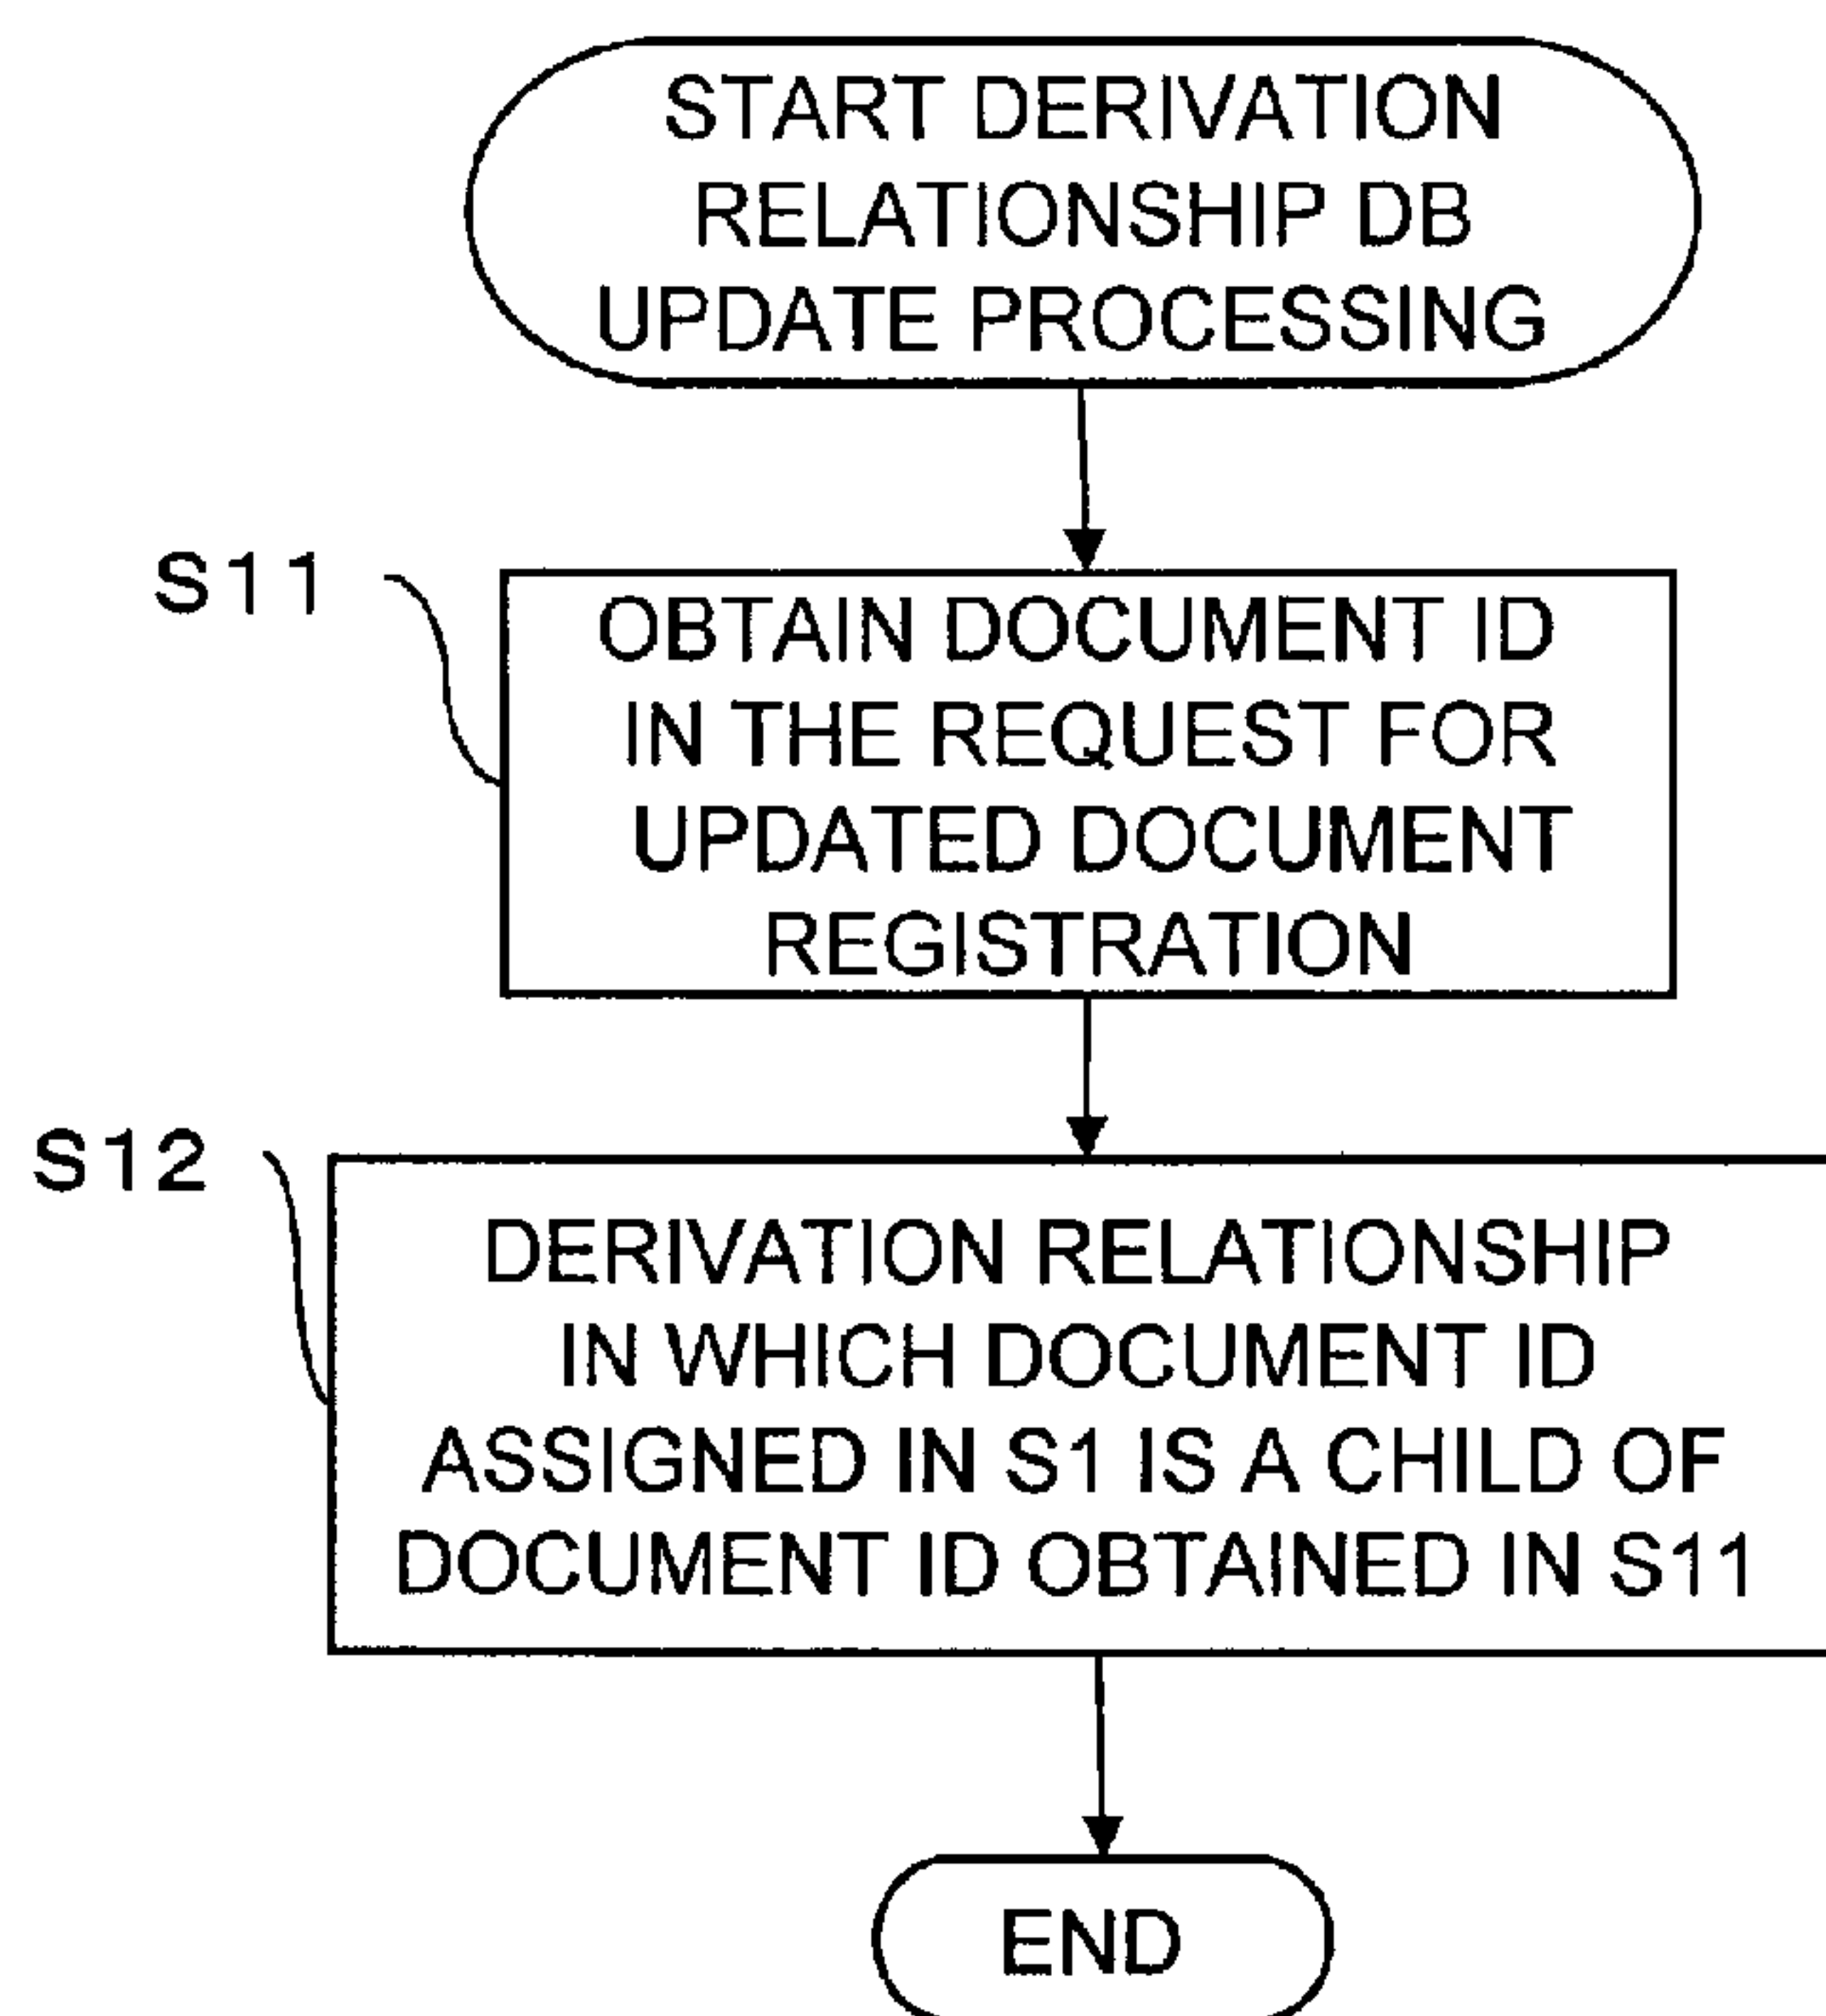 START DERIVATION
RELATIONSHIP DB
UPDATE PROCESSING
S11
OBTAIN DOCUMENT ID
IN THE REQUEST FOR
UPDATED DOCUMENT
REGISTRATION
S12
DERIVATION RELATIONSHIP
IN WHICH DOCUMENT ID
ASSIGNED IN S1 IS A CHILD OF
DOCUMENT ID OBTAINED IN S11
END